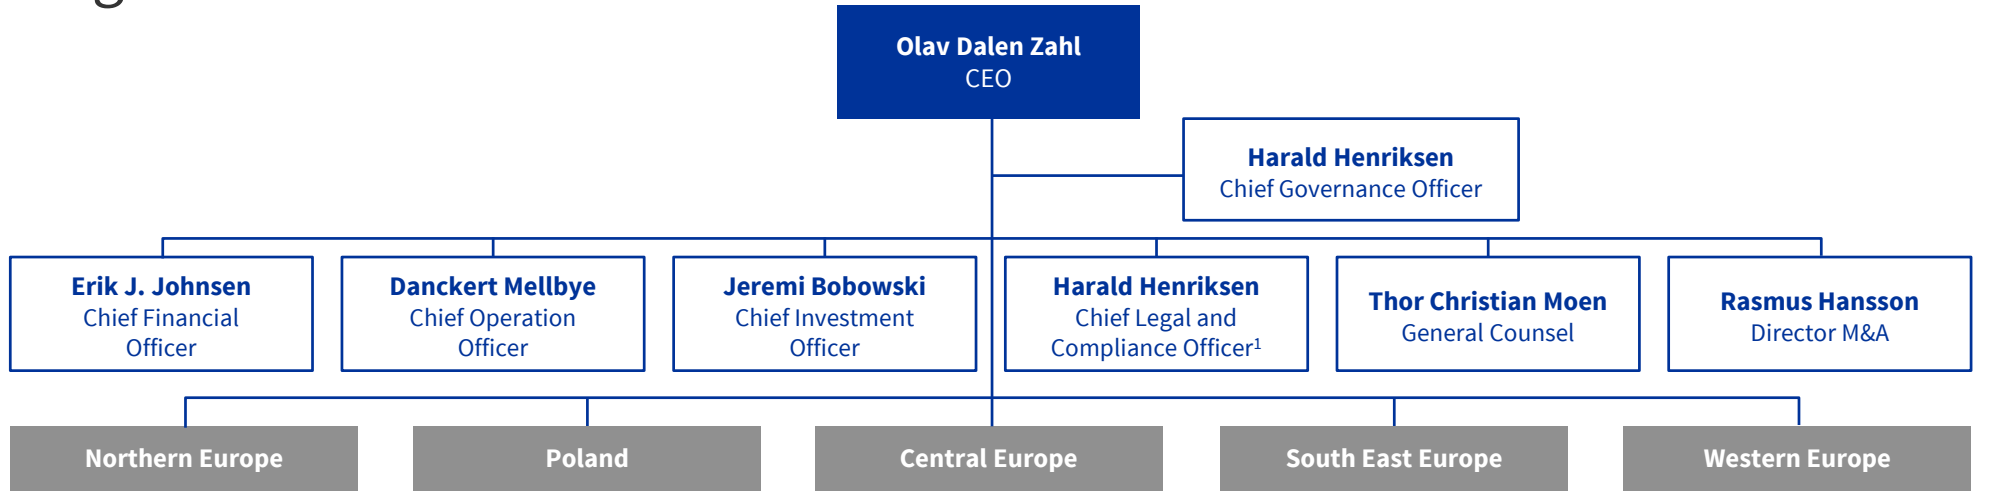 Olav Dalen Zahl
CEO
Harald Henriksen
Chief Governance Officer
Erik J. Johnsen
Chief Financial
Officer
Danckert Mellbye
Chief Operation
Officer
Jeremi Bobowski
Chief Investment
Officer
Harald Henriksen
Chief Legal and
Compliance Officer¹
Thor Christian Moen
General Counsel
Rasmus Hansson
Director M&A
Northern Europe
Poland
Central Europe
South East Europe
Western Europe